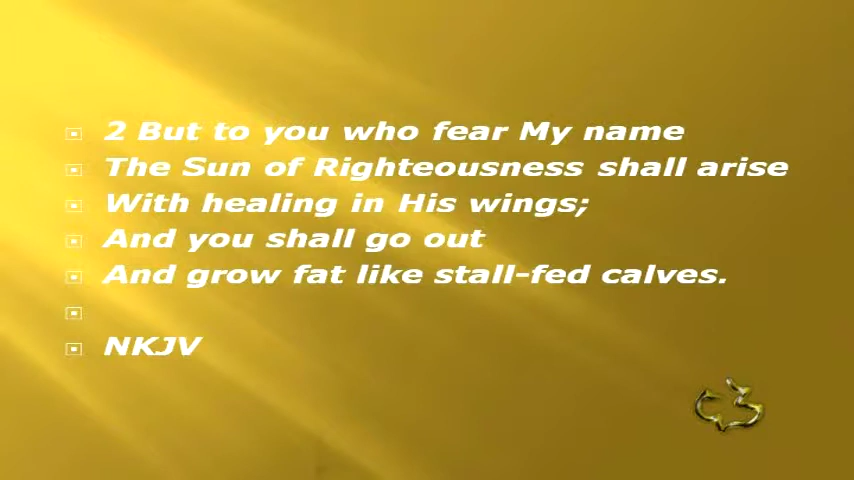 2 But to you who fear My name
The Sun of Righteousness shall arise
With healing in His wings;
And you shall go out
And grow fat like stall-fed calves.
NKJV